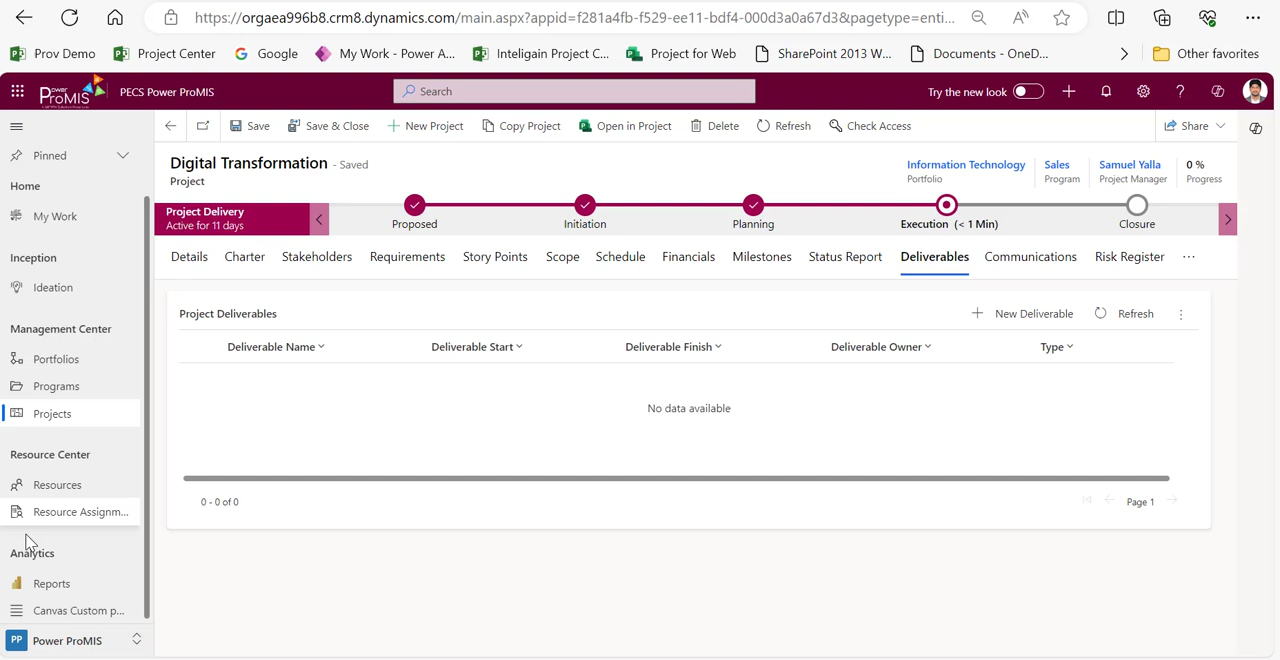 https://orgaea996b8.crm8.dynamics.com/main.aspx?appid=f281a4fb-f529-ee11-bdf4-000d3a0a67d3&pagetype=enti...
Prov Demo
Project Center
Google
My Work - Power A...
Inteligain Project C...
Project for Web
SharePoint 2013 W...
Documents - OneD...
Other favorites
Power ProMIS
PECS Power ProMIS
Search
Try the new look
Save
Save & Close
New Project
Copy Project
Open in Project
Delete
Refresh
Check Access
Share
Pinned
Home
My Work
Inception
Ideation
Management Center
Portfolios
Programs
Projects
Resource Center
Resources
Resource Assignm...
Analytics
Reports
Canvas Custom p...
PP Power ProMIS
Digital Transformation - Saved
Project
Information Technology
Portfolio
Sales
Program
Samuel Yalla
Project Manager
0 %
Progress
Project Delivery
Active for 11 days
Proposed
Initiation
Planning
Execution (< 1 Min)
Closure
Details
Charter
Stakeholders
Requirements
Story Points
Scope
Schedule
Financials
Milestones
Status Report
Deliverables
Communications
Risk Register
Project Deliverables
New Deliverable
Refresh
Deliverable Name
Deliverable Start
Deliverable Finish
Deliverable Owner
Type
No data available
0 - 0 of 0
Page 1